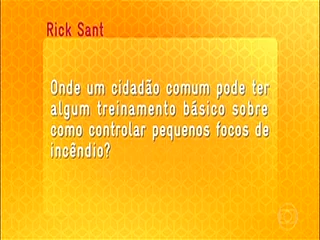 Rick Sant
Onde um cidadão comum pode ter
algum treinamento básico sobre
como controlar pequenos focos de
incêndio?